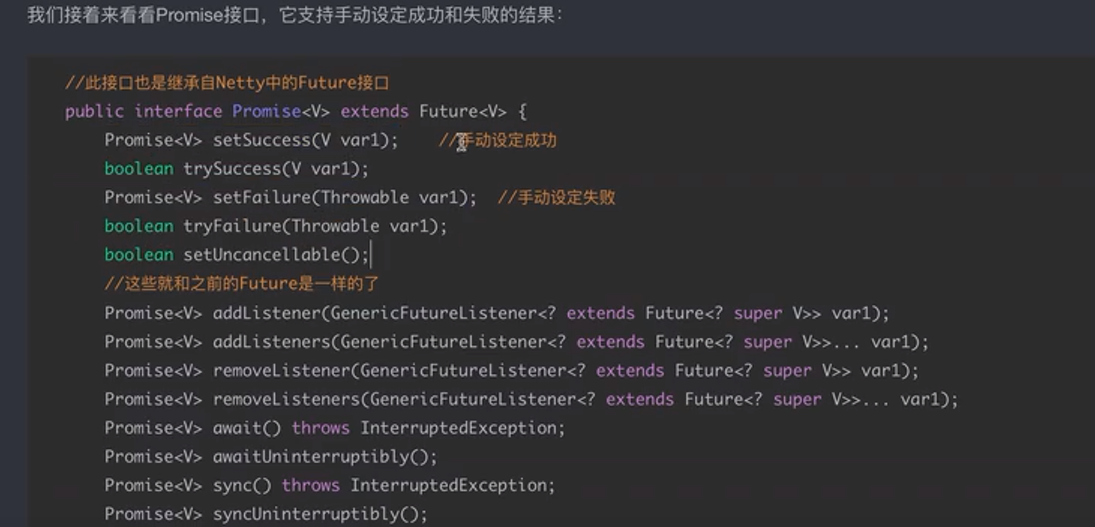 我们接着来看看Promise接口，它支持手动设定成功和失败的结果：
//此接口也是继承自Netty中的Future接口
public interface Promise<V> extends Future<V> {
Promise<V> setSuccess(V var1);    //手动设定成功
boolean trySuccess(V var1);
Promise<V> setFailure(Throwable var1);  //手动设定失败
boolean tryFailure(Throwable var1);
boolean setUncancellable();
//这些就和之前的Future是一样的了
Promise<V> addListener(GenericFutureListener<? extends Future<? super V>> var1);
Promise<V> addListeners(GenericFutureListener<? extends Future<? super V>>... var1);
Promise<V> removeListener(GenericFutureListener<? extends Future<? super V>> var1);
Promise<V> removeListeners(GenericFutureListener<? extends Future<? super V>>... var1);
Promise<V> await() throws InterruptedException;
Promise<V> awaitUninterruptibly();
Promise<V> sync() throws InterruptedException;
Promise<V> syncUninterruptibly();